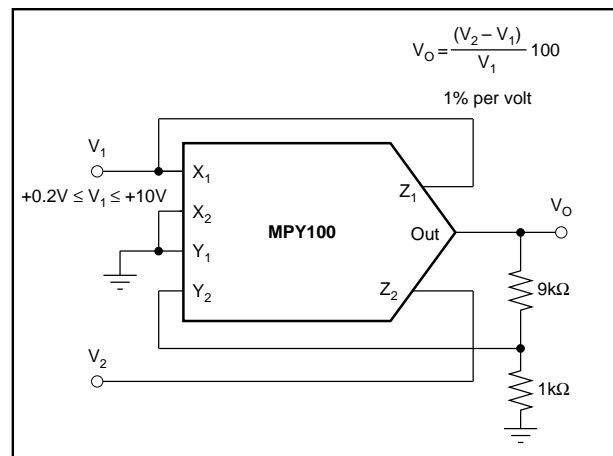 V_O = (V_2 – V_1) / V_1 100
1% per volt
V_1
+0.2V ≤ V_1 ≤ +10V
X_1
X_2
Y_1
Y_2
MPY100
Z_1
Out
Z_2
V_O
9kΩ
V_2
1kΩ